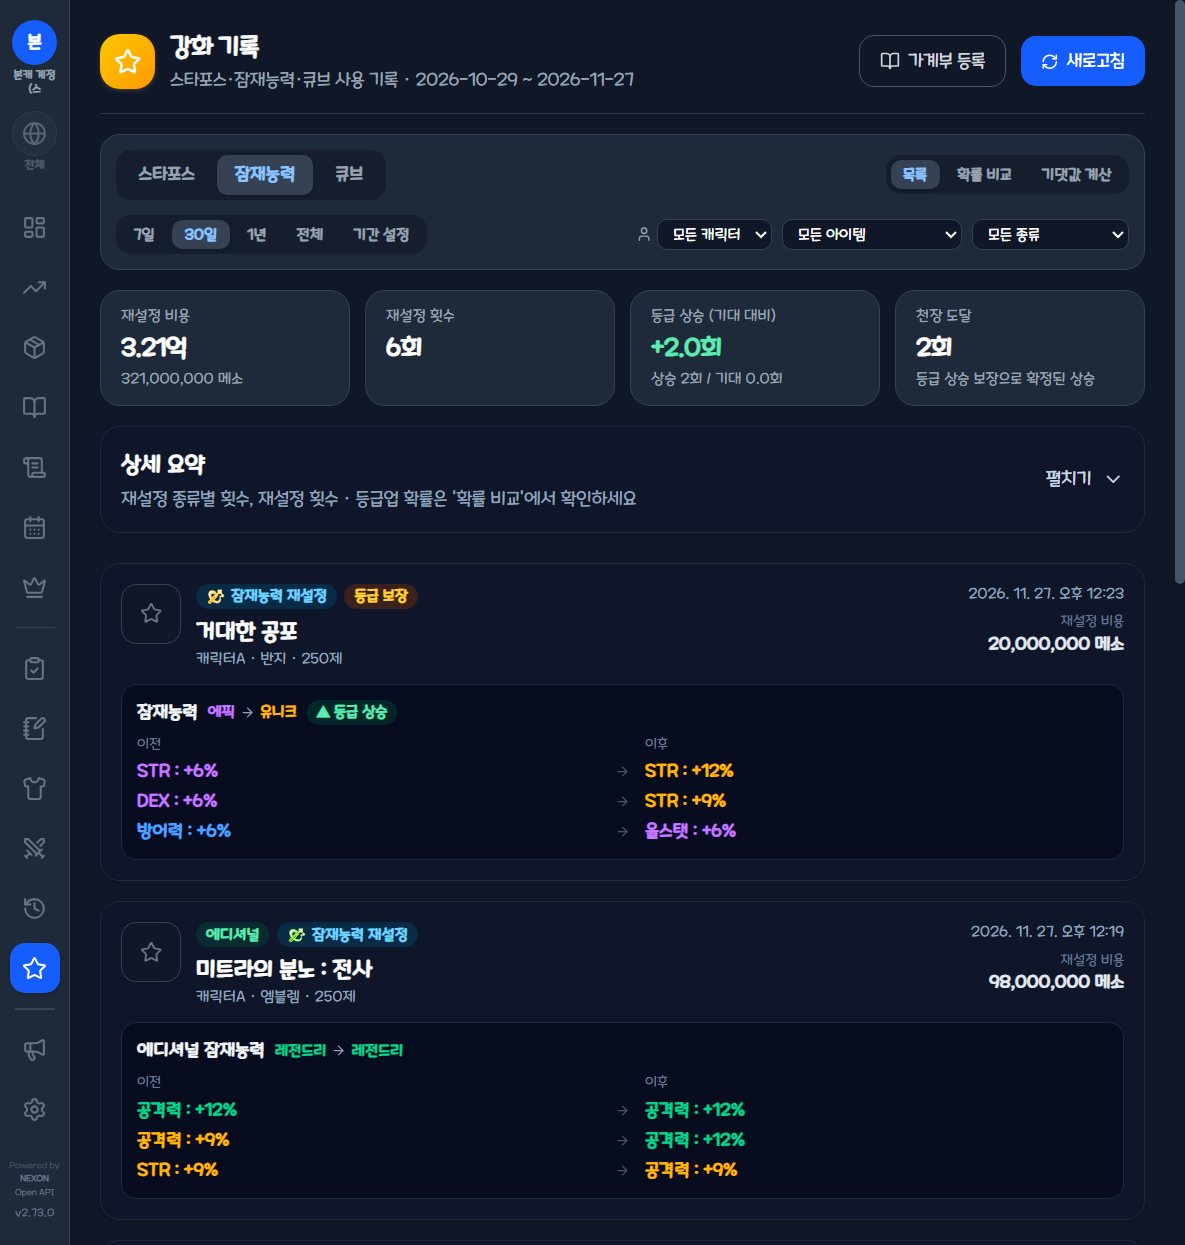 본
본캐 계정
(스
전체
Powered by
NEXON
Open API
v2.73.0
강화 기록
스타포스·잠재능력·큐브 사용 기록 · 2026-10-29 ~ 2026-11-27
가계부 등록
새로고침
스타포스 잠재능력 큐브
목록 확률 비교 기댓값 계산
7일 30일 1년 전체 기간 설정
모든 캐릭터 모든 아이템 모든 종류
재설정 비용
3.21억
321,000,000 메소
재설정 횟수
6회
등급 상승 (기대 대비)
+2.0회
상승 2회 / 기대 0.0회
천장 도달
2회
등급 상승 보장으로 확정된 상승
상세 요약
재설정 종류별 횟수, 재설정 횟수 · 등급업 확률은 '확률 비교'에서 확인하세요
펼치기
잠재능력 재설정 등급 보장
거대한 공포
캐릭터A · 반지 · 250제
2026. 11. 27. 오후 12:23
재설정 비용
20,000,000 메소
잠재능력 에픽 → 유니크 ▲ 등급 상승
이전 이후
STR : +6% → STR : +12%
DEX : +6% → STR : +9%
방어력 : +6% → 올스탯 : +6%
에디셔널 잠재능력 재설정
미트라의 분노 : 전사
캐릭터A · 엠블렘 · 250제
2026. 11. 27. 오후 12:19
재설정 비용
98,000,000 메소
에디셔널 잠재능력 레전드리 → 레전드리
이전 이후
공격력 : +12% → 공격력 : +12%
공격력 : +9% → 공격력 : +12%
STR : +9% → 공격력 : +9%